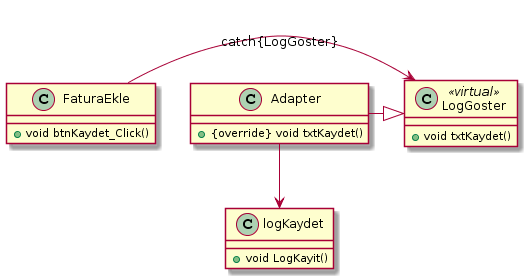 catch{LogGoster}
C FaturaEkle
void btnKaydet_Click()
C Adapter
{override} void txtKaydet()
C «virtual»
LogGoster
void txtKaydet()
C logKaydet
void LogKayit()